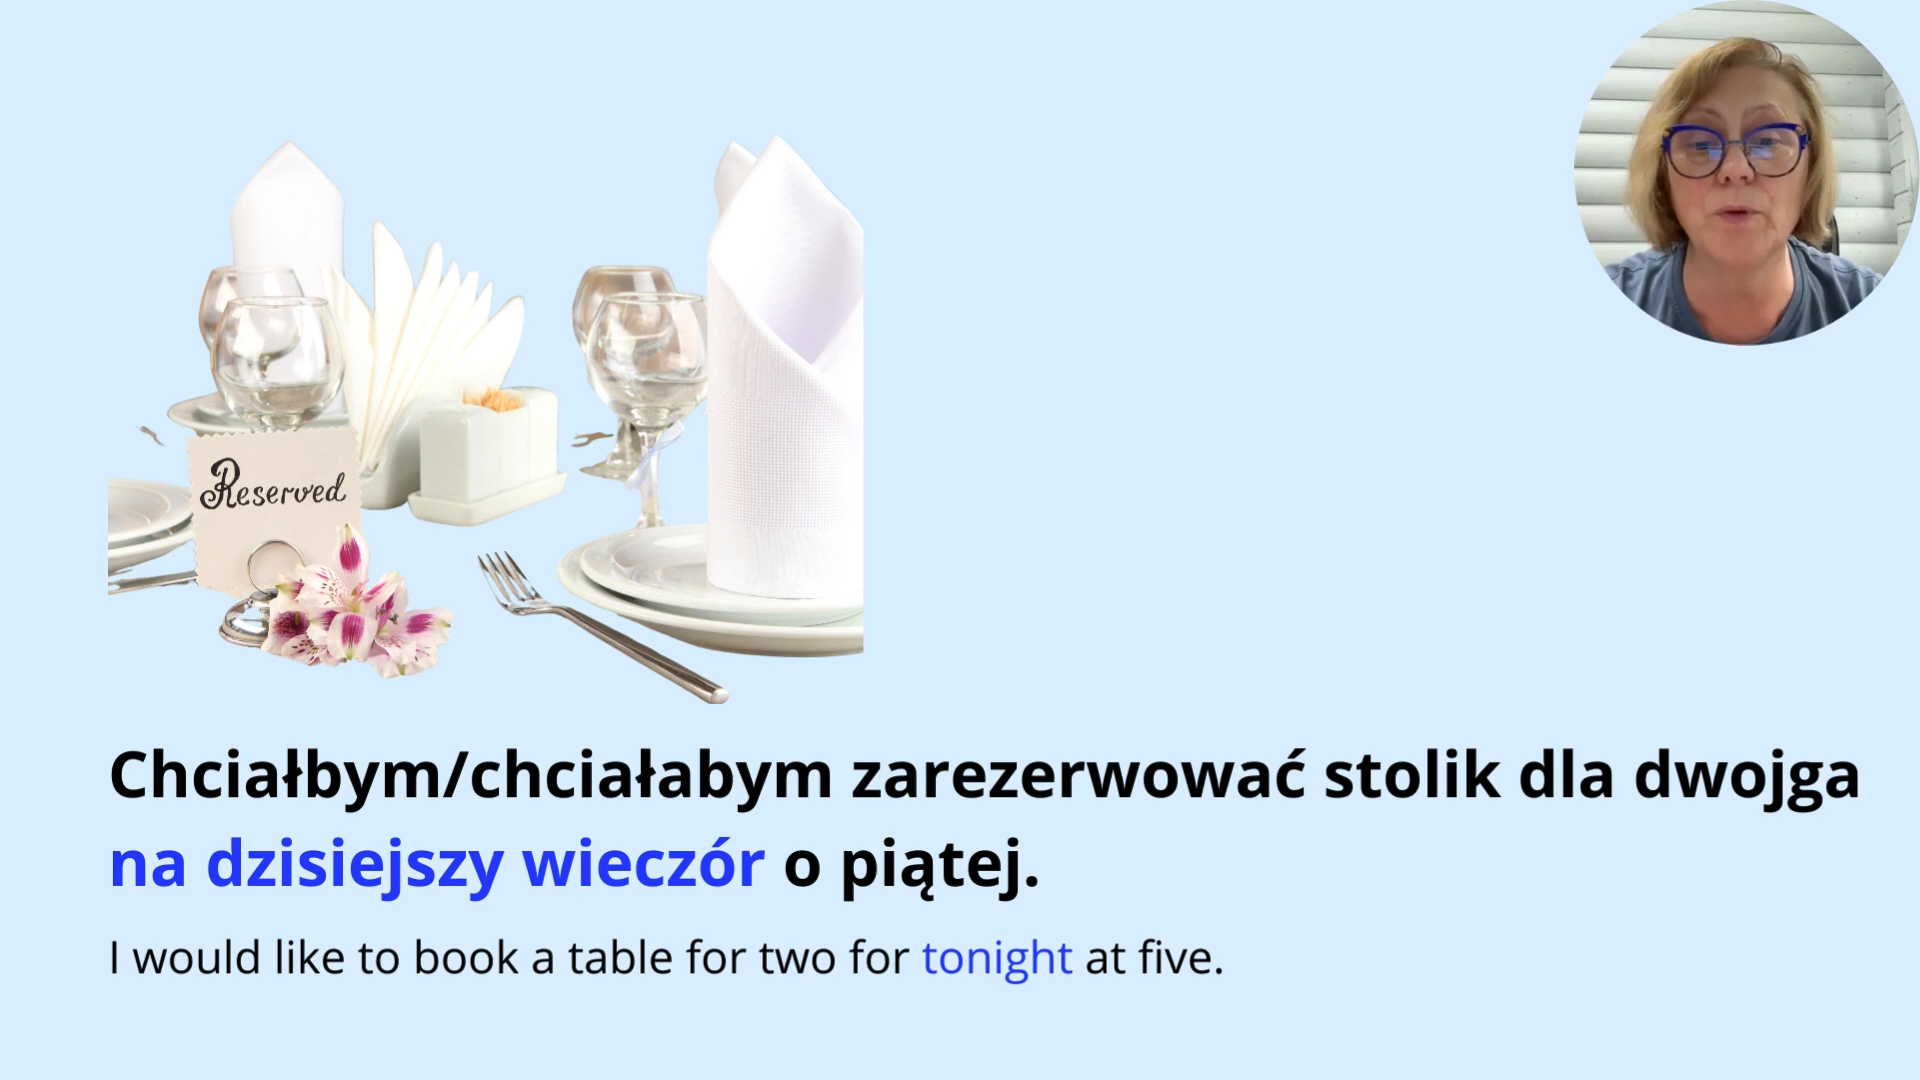 Reserved
Chciałbym/chciałabym zarezerwować stolik dla dwojga
na dzisiejszy wieczór o piątej.
I would like to book a table for two for tonight at five.